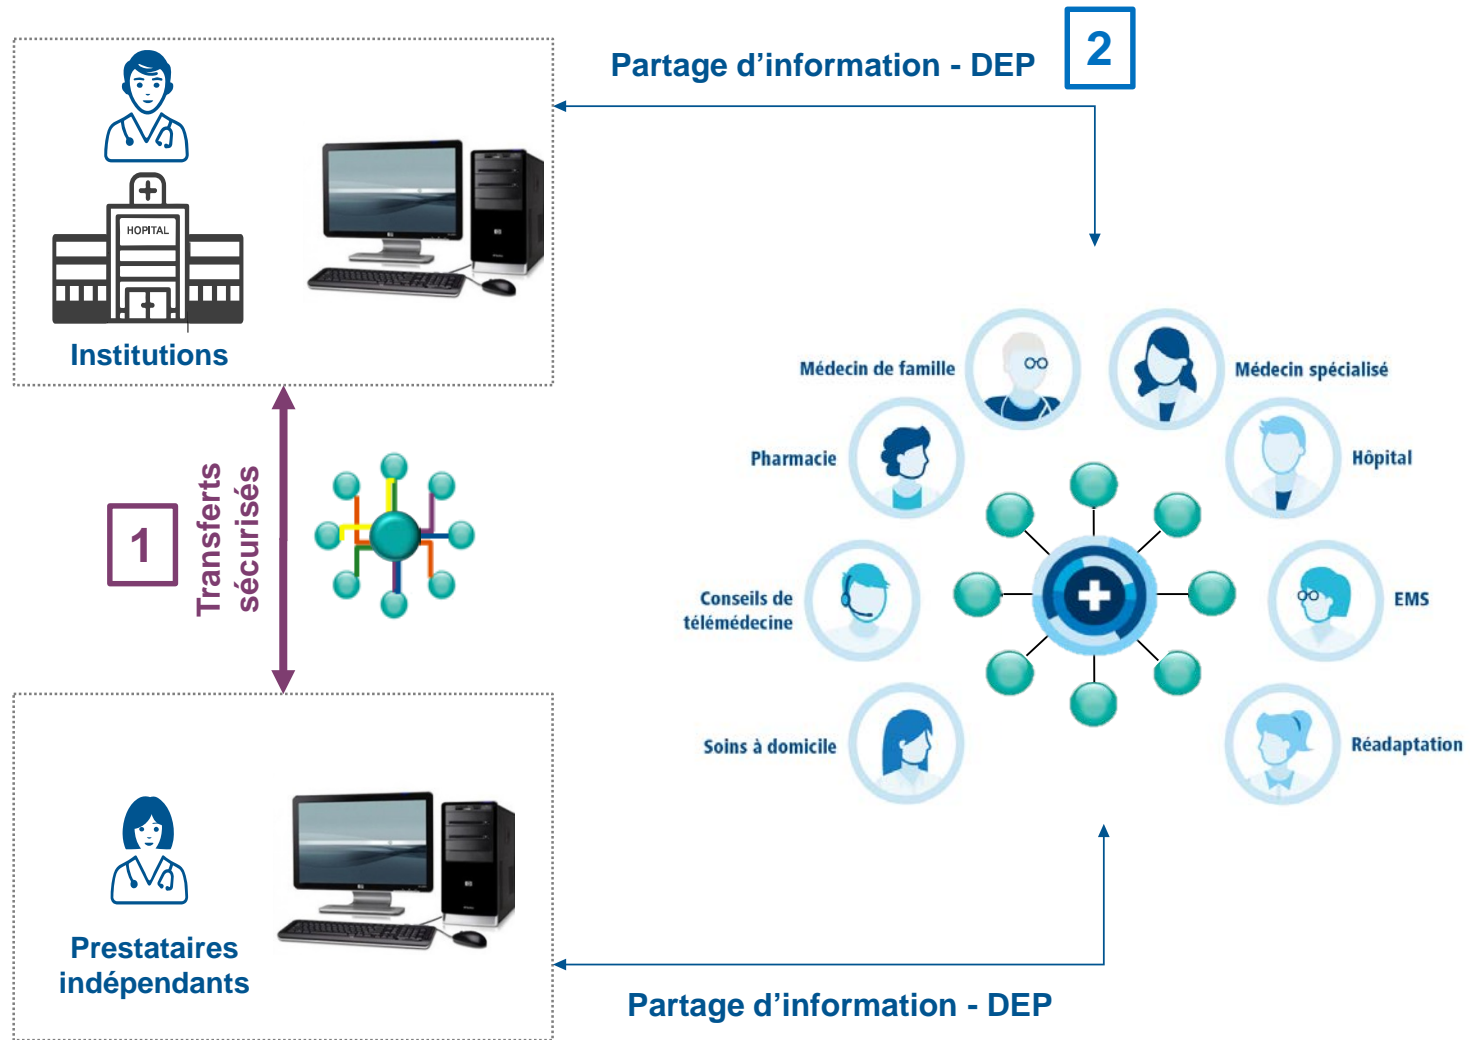 Partage d'information - DEP
2
HOPITAL
Institutions
1
Transferts
sécurisés
Médecin de famille
Médecin spécialisé
Pharmacie
Hôpital
Conseils de
télémédecine
EMS
Soins à domicile
Réadaptation
Prestataires
indépendants
Partage d'information - DEP